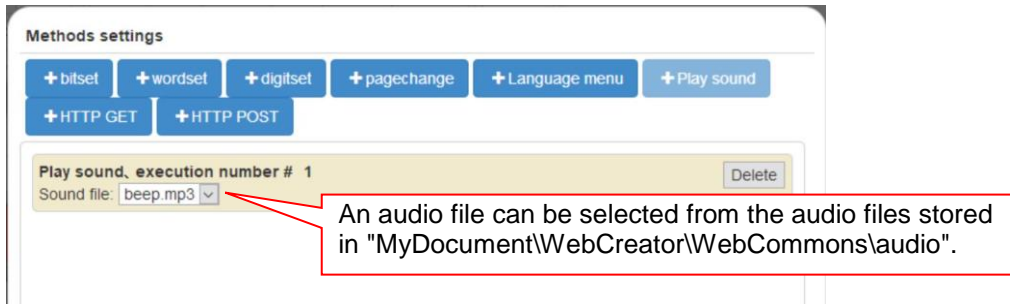 Methods settings
+ bitset + wordset + digitset + pagechange + Language menu + Play sound
+ HTTP GET + HTTP POST
Play sound、execution number # 1
Delete
Sound file: beep.mp3
An audio file can be selected from the audio files stored
in "MyDocument\WebCreator\WebCommons\audio".